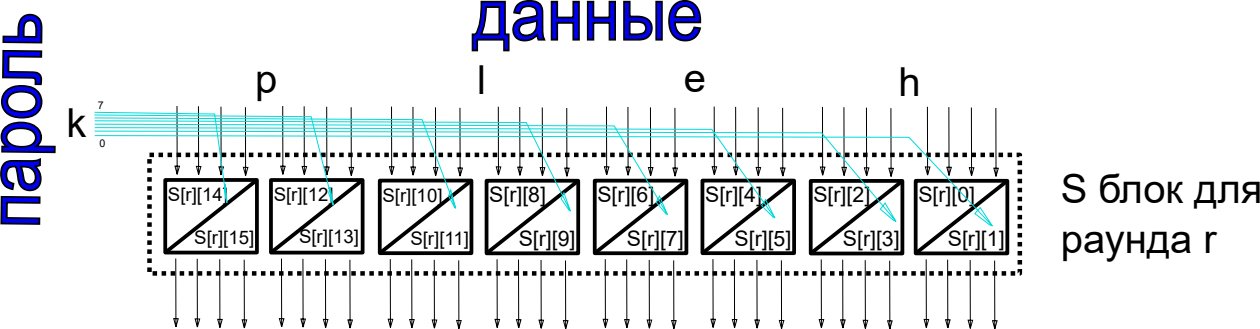 данные
пароль
p l e h
k
7
0
S[r][14] S[r][12] S[r][10] S[r][8] S[r][6] S[r][4] S[r][2] S[r][0]
S[r][15] S[r][13] S[r][11] S[r][9] S[r][7] S[r][5] S[r][3] S[r][1]
S блок для
раунда r